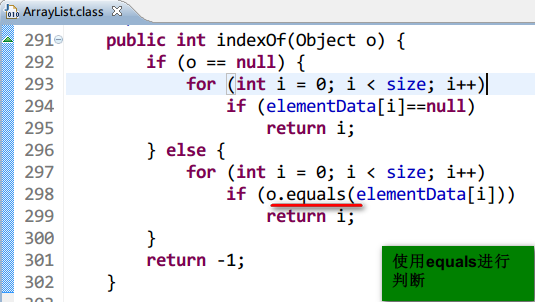 ArrayList.class
291 public int indexOf(Object o) {
292 if (o == null) {
293 for (int i = 0; i < size; i++)
294 if (elementData[i]==null)
295 return i;
296 } else {
297 for (int i = 0; i < size; i++)
298 if (o.equals(elementData[i]))
299 return i;
300 }
301 return -1;
302 }
使用equals进行
判断